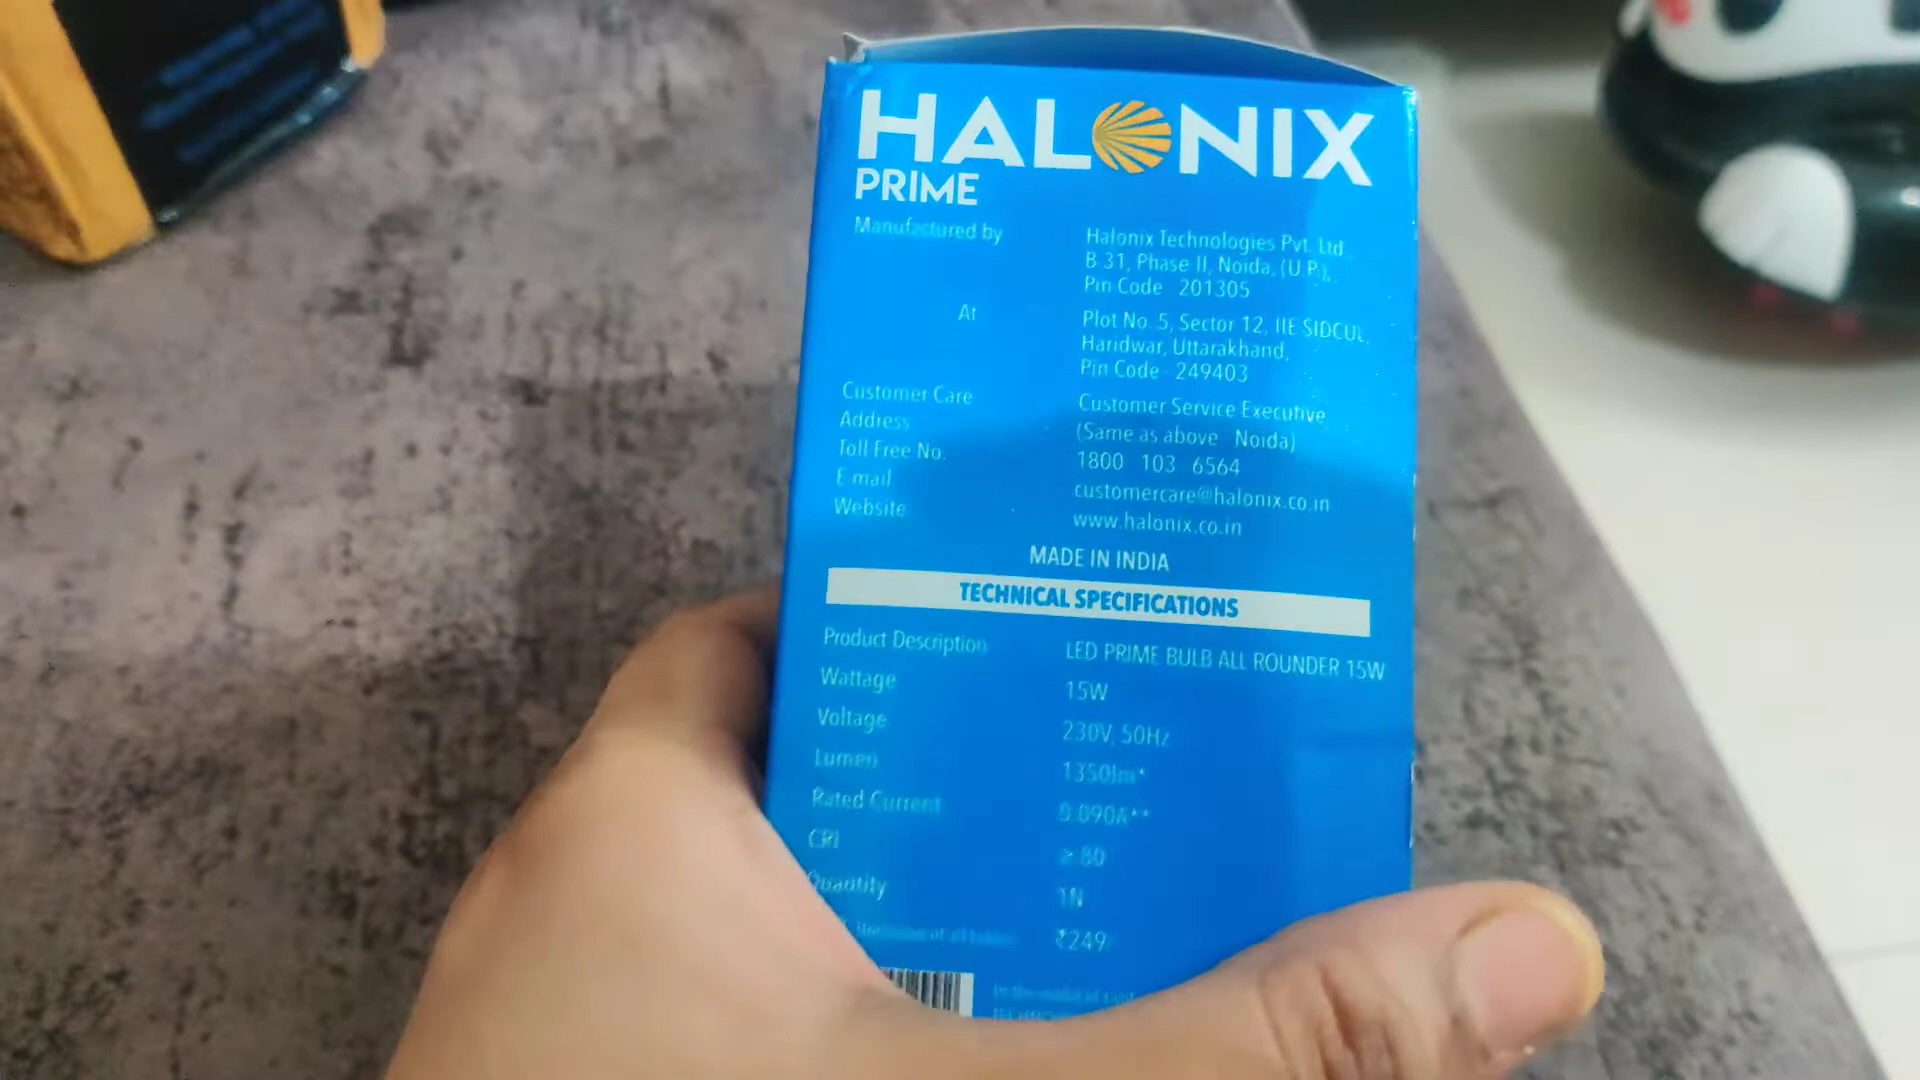 HALONIX
PRIME
Manufactured by Halonix Technologies Pvt. Ltd.
B 31, Phase II, Noida, (U.P.),
Pin Code 201305
At Plot No. 5, Sector 12, IIE SIDCUL,
Haridwar, Uttarakhand,
Pin Code 249403
Customer Care Customer Service Executive
Address (Same as above Noida)
Toll Free No. 1800 103 6564
E mail customercare@halonix.co.in
Website www.halonix.co.in
MADE IN INDIA
TECHNICAL SPECIFICATIONS
Product Description LED PRIME BULB ALL ROUNDER 15W
Wattage 15W
Voltage 230V, 50Hz
Lumen 1350lm*
Rated Current 0.090A**
CRI ≥ 80
Quantity 1N
₹249/